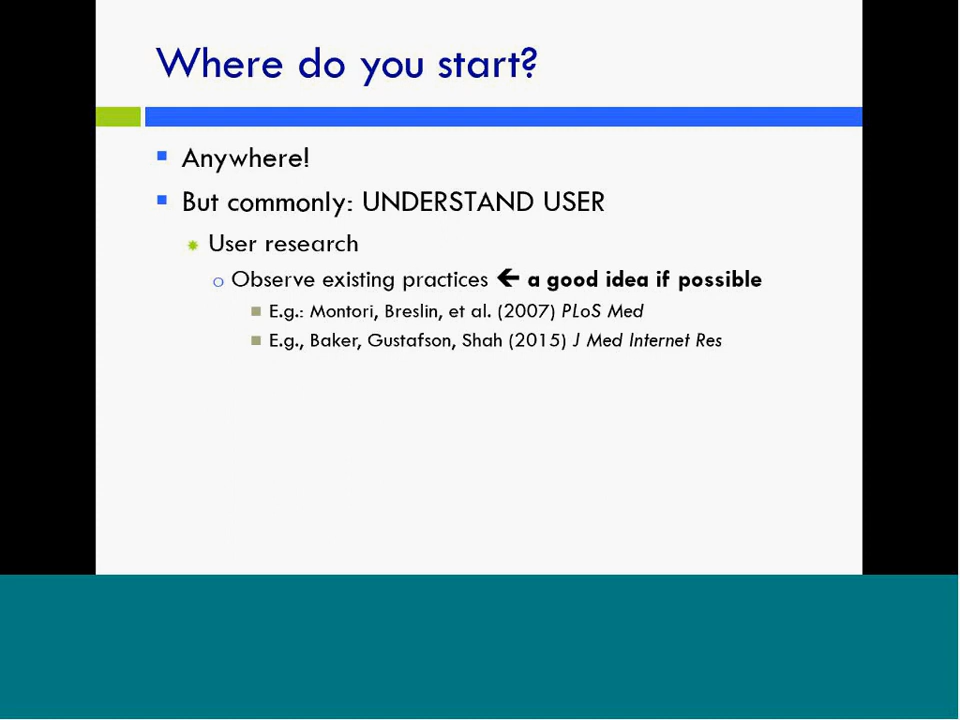 Where do you start?
Anywhere!
But commonly: UNDERSTAND USER
User research
Observe existing practices 🡸 a good idea if possible
E.g.: Montori, Breslin, et al. (2007) PLoS Med
E.g., Baker, Gustafson, Shah (2015) J Med Internet Res